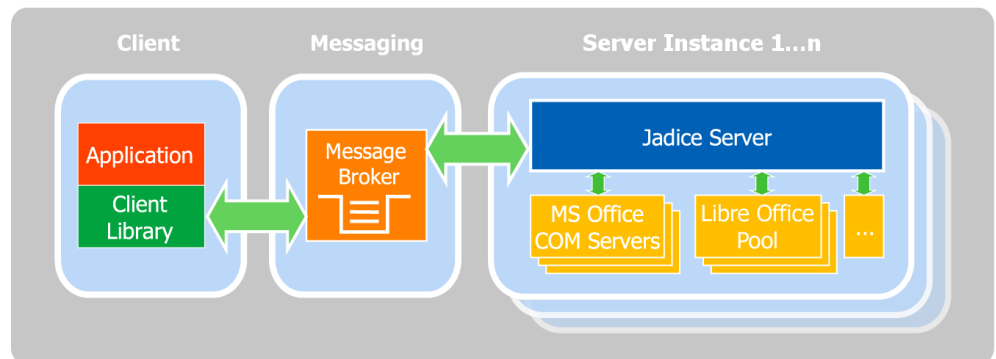 Client
Messaging
Server Instance 1...n
Application
Client
Library
Message
Broker
Jadice Server
MS Office
COM Servers
Libre Office
Pool
...